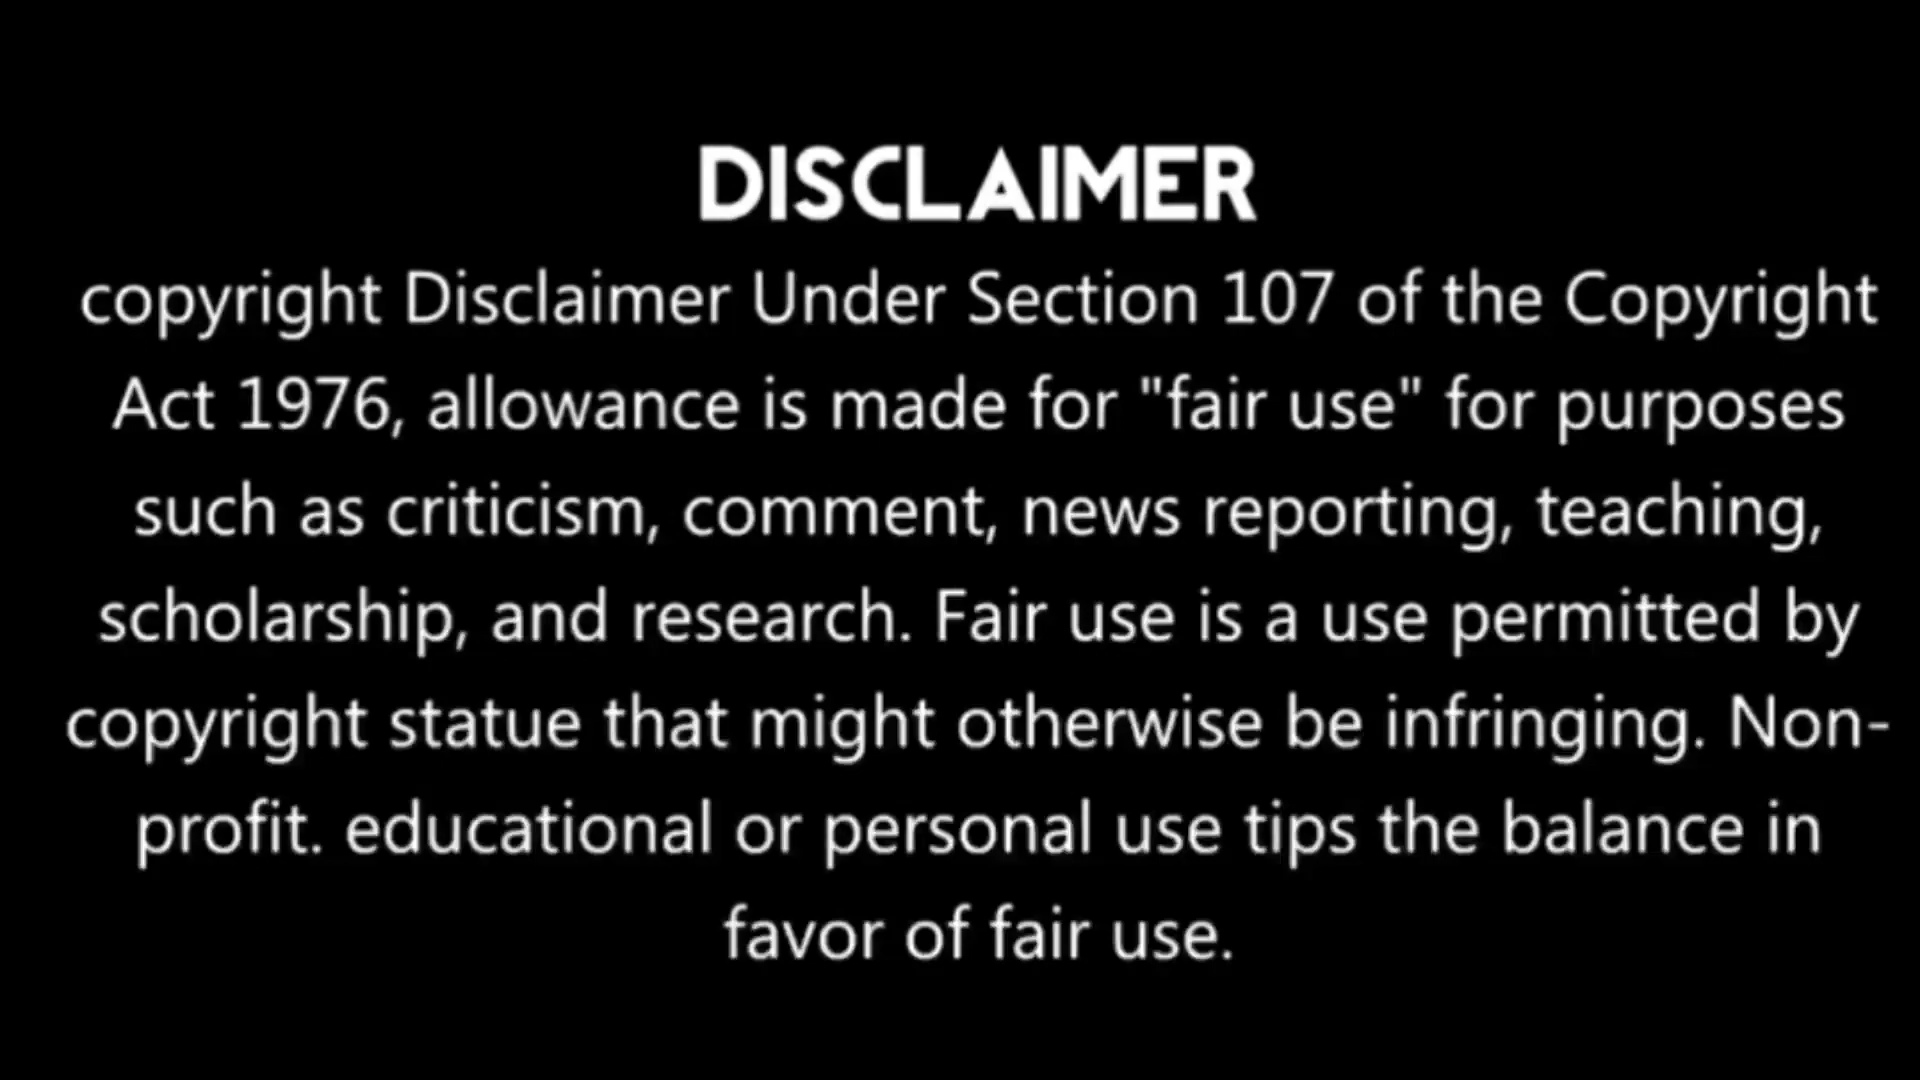 DISCLAIMER
copyright Disclaimer Under Section 107 of the Copyright
Act 1976, allowance is made for "fair use" for purposes
such as criticism, comment, news reporting, teaching,
scholarship, and research. Fair use is a use permitted by
copyright statue that might otherwise be infringing. Non-
profit. educational or personal use tips the balance in
favor of fair use.